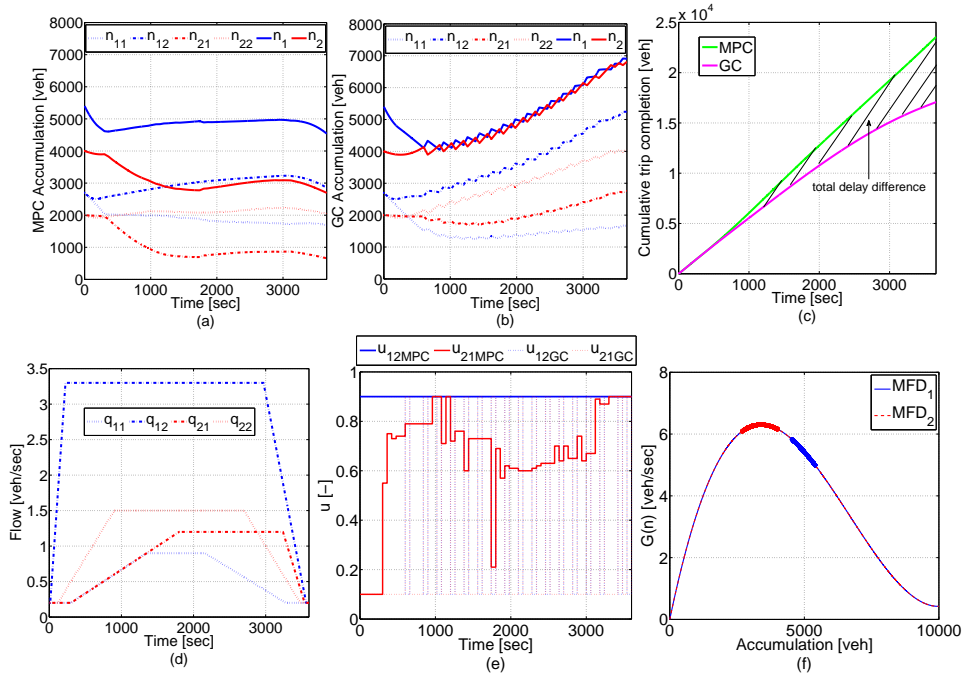 n11 n12 n21 n22 n1 n2
MPC Accumulation [veh]
8000
7000
6000
5000
4000
3000
2000
1000
0
0 1000 2000 3000
Time [sec]
(a)
n11 n12 n21 n22 n1 n2
GC Accumulation [veh]
8000
7000
6000
5000
4000
3000
2000
1000
0
0 1000 2000 3000
Time [sec]
(b)
x 10^4
Cumulative trip completion [veh]
2.5
2
1.5
1
0.5
0
MPC
GC
total delay difference
0 1000 2000 3000
Time [sec]
(c)
Flow [veh/sec]
3.5
3
2.5
2
1.5
1
0.5
0
q11 q12 q21 q22
0 1000 2000 3000
Time [sec]
(d)
u12MPC u21MPC u12GC u21GC
u [-]
1
0.8
0.6
0.4
0.2
0
0 1000 2000 3000
Time [sec]
(e)
G(n) [veh/sec]
8
6
4
2
0
MFD1
MFD2
0 5000 10000
Accumulation [veh]
(f)